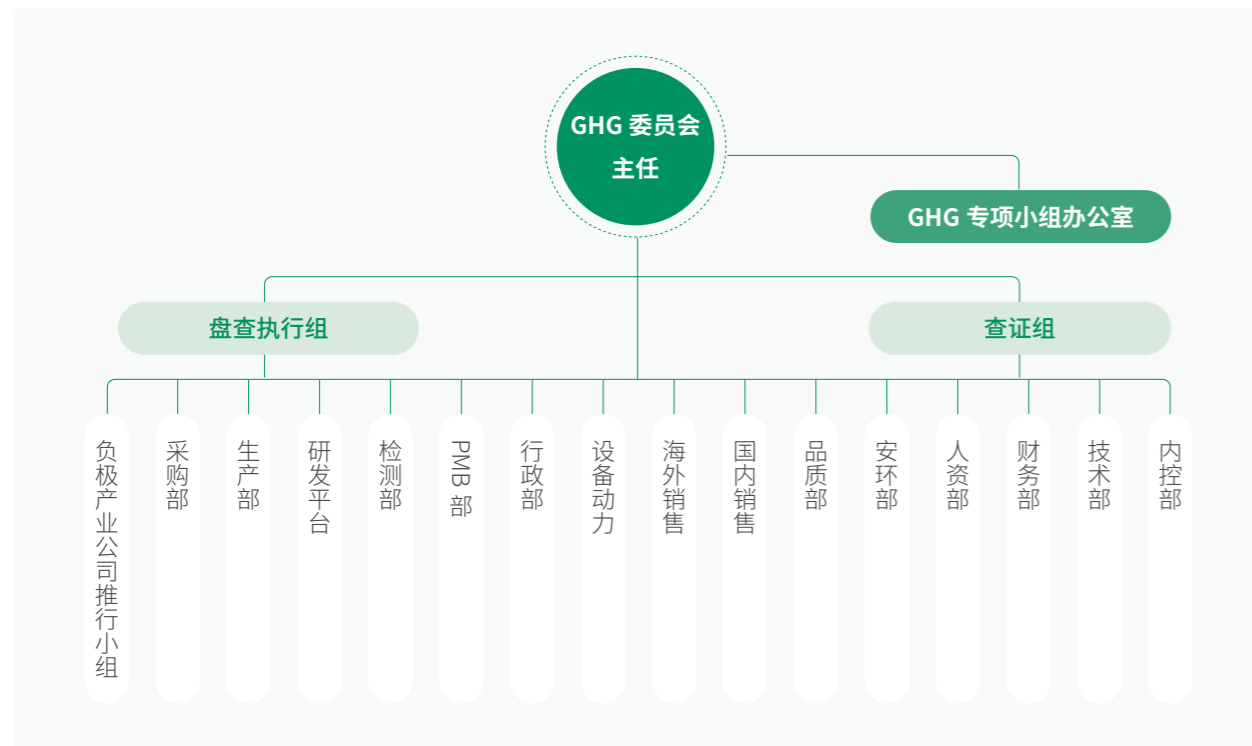 GHG 委员会
主任
GHG 专项小组办公室
盘查执行组
查证组
负极产业公司推行小组
采购部
生产部
研发平台
检测部
PMB 部
行政部
设备动力
海外销售
国内销售
品质部
安环部
人资部
财务部
技术部
内控部